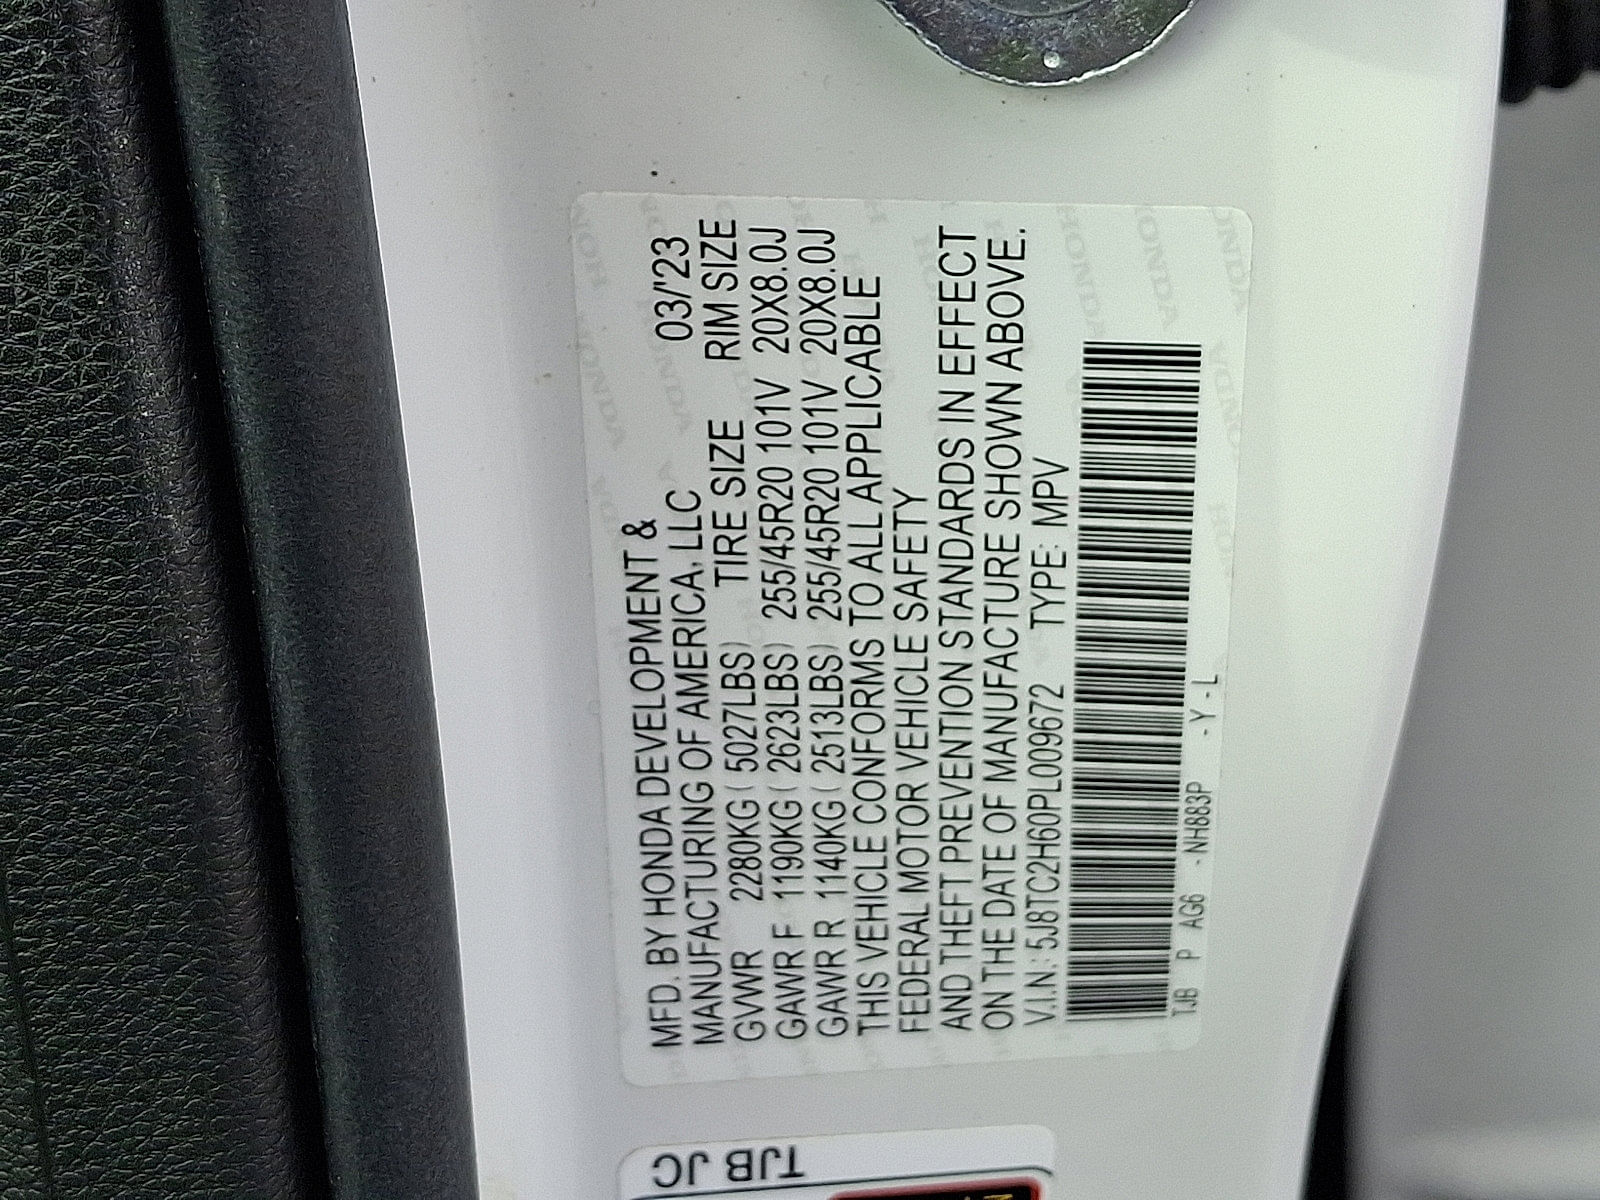 MFD. BY HONDA DEVELOPMENT &
MANUFACTURING OF AMERICA, LLC 03/'23
TIRE SIZE RIM SIZE
GVWR 2280KG ( 5027LBS)
GAWR F 1190KG ( 2623LBS) 255/45R20 101V 20X8.0J
GAWR R 1140KG ( 2513LBS) 255/45R20 101V 20X8.0J
THIS VEHICLE CONFORMS TO ALL APPLICABLE
FEDERAL MOTOR VEHICLE SAFETY
AND THEFT PREVENTION STANDARDS IN EFFECT
ON THE DATE OF MANUFACTURE SHOWN ABOVE.
V.I.N.: 5J8TC2H60PL009672 TYPE: MPV
TJB P AG6 -NH883P -Y-L
TJB JC